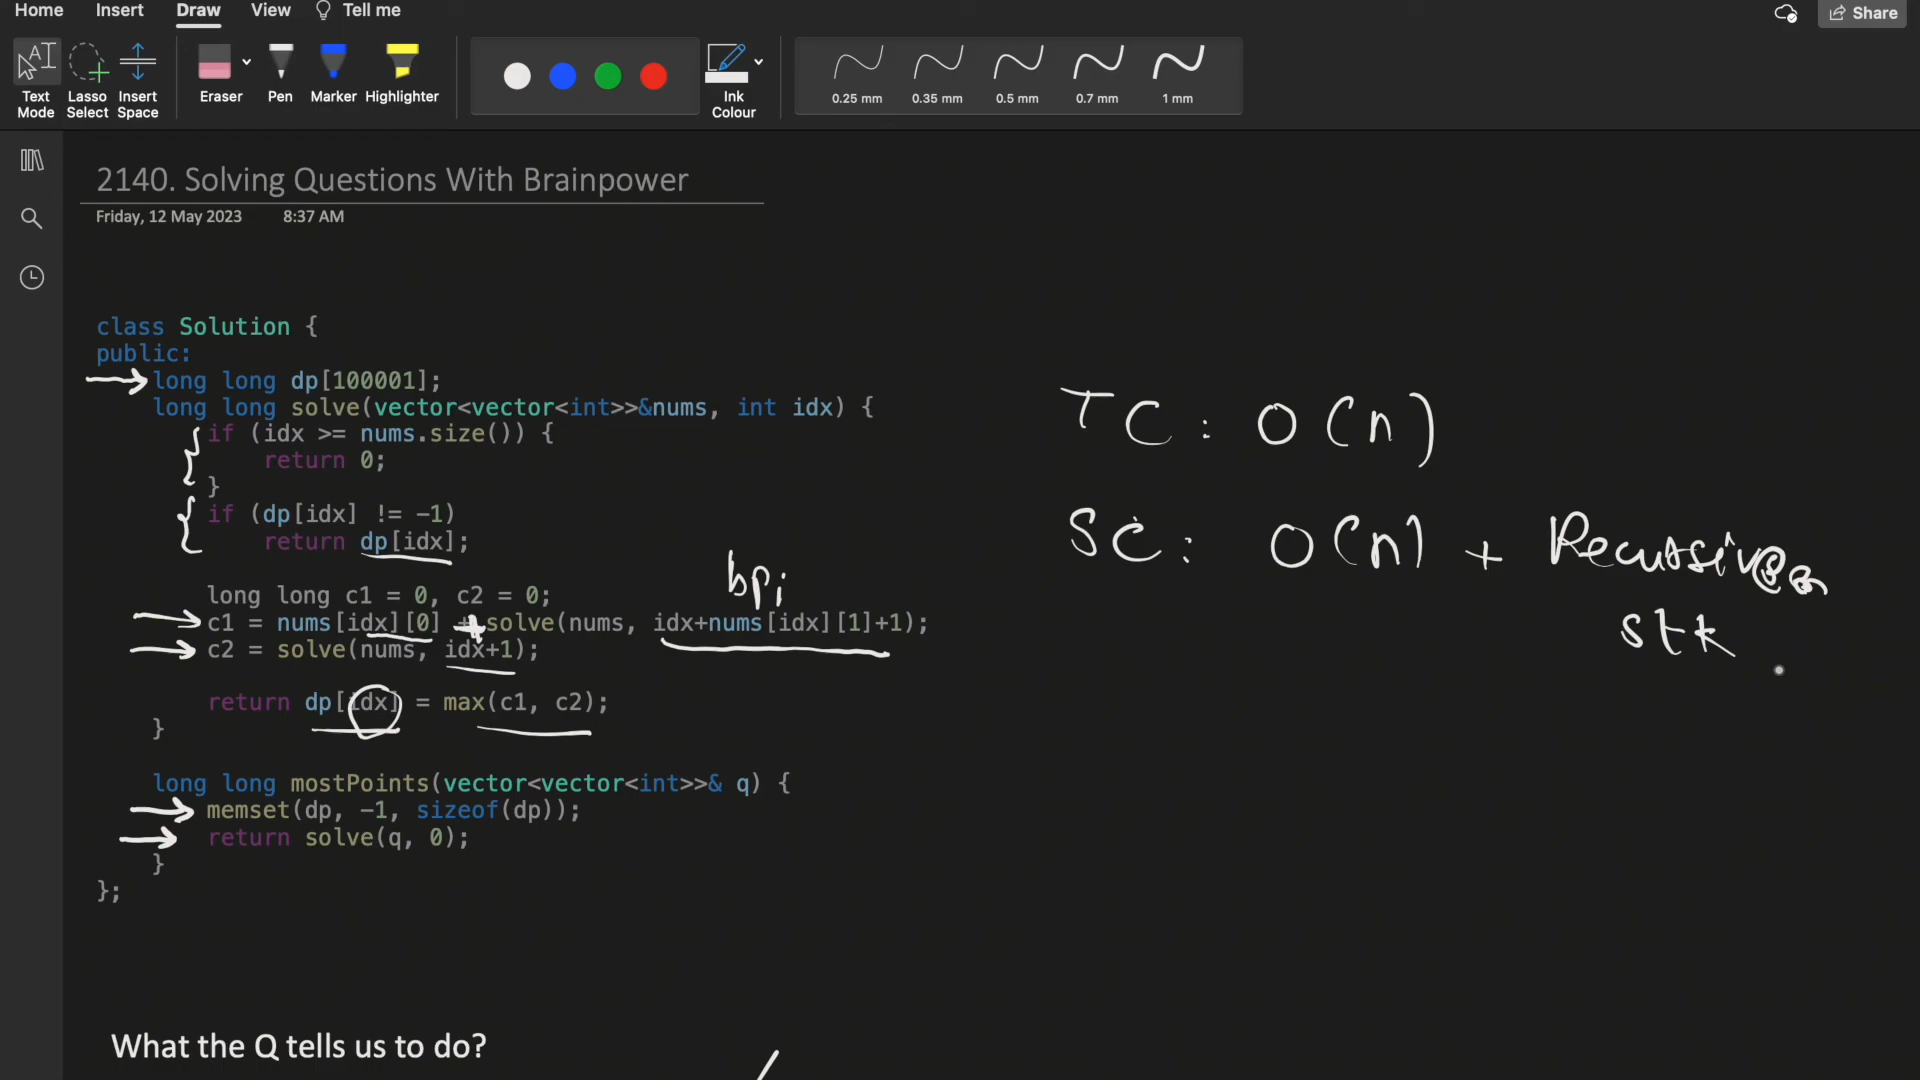 Home Insert Draw View Tell me Share
Text Mode
Lasso Select
Insert Space
Eraser
Pen
Marker
Highlighter
Ink Colour
0.25 mm
0.35 mm
0.5 mm
0.7 mm
1 mm
2140. Solving Questions With Brainpower
Friday, 12 May 2023 8:37 AM
class Solution {
public:
long long dp[100001];
long long solve(vector<vector<int>>&nums, int idx) {
if (idx >= nums.size()) {
return 0;
}
if (dp[idx] != -1)
return dp[idx];
long long c1 = 0, c2 = 0;
bpi
c1 = nums[idx][0] + solve(nums, idx+nums[idx][1]+1);
c2 = solve(nums, idx+1);
return dp[idx] = max(c1, c2);
}
long long mostPoints(vector<vector<int>>& q) {
memset(dp, -1, sizeof(dp));
return solve(q, 0);
}
};
TC: O(n)
SC: O(n) +
stk
What the Q tells us to do?